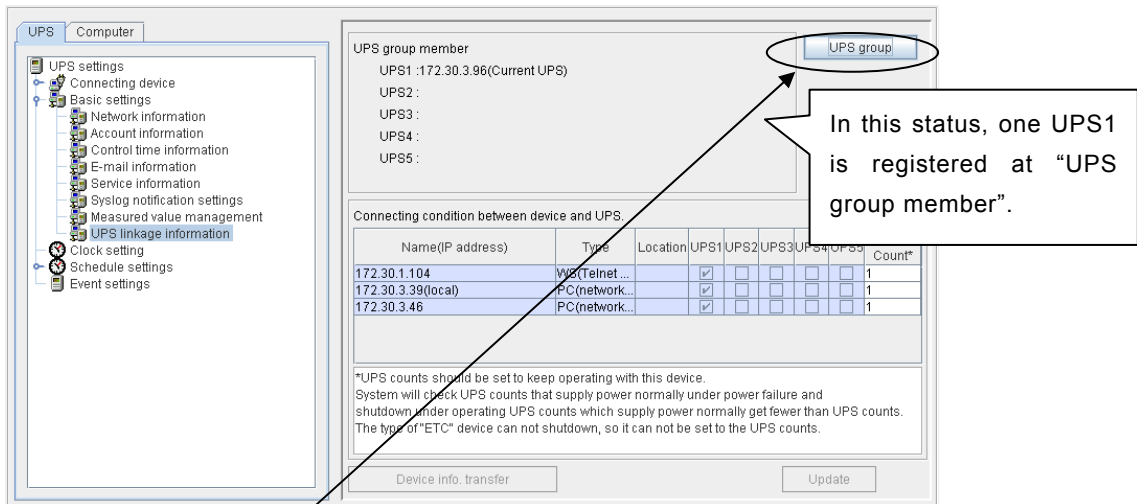 UPS Computer
UPS settings
Connecting device
Basic settings
Network information
Account information
Control time information
E-mail information
Service information
Syslog notification settings
Measured value management
UPS linkage information
Clock setting
Schedule settings
Event settings
UPS group member
UPS1 :172.30.3.96(Current UPS)
UPS2 :
UPS3 :
UPS4 :
UPS5 :
UPS group
In this status, one UPS1
is registered at “UPS
group member”.
Connecting condition between device and UPS.
Name(IP address) Type Location UPS1 UPS2 UPS3 UPS4 UPS5 Count*
172.30.1.104 WS(Telnet ... 1
172.30.3.39(local) PC(network... 1
172.30.3.46 PC(network... 1
*UPS counts should be set to keep operating with this device.
System will check UPS counts that supply power normally under power failure and
shutdown under operating UPS counts which supply power normally get fewer than UPS counts.
The type of "ETC" device can not shutdown, so it can not be set to the UPS counts.
Device info. transfer Update